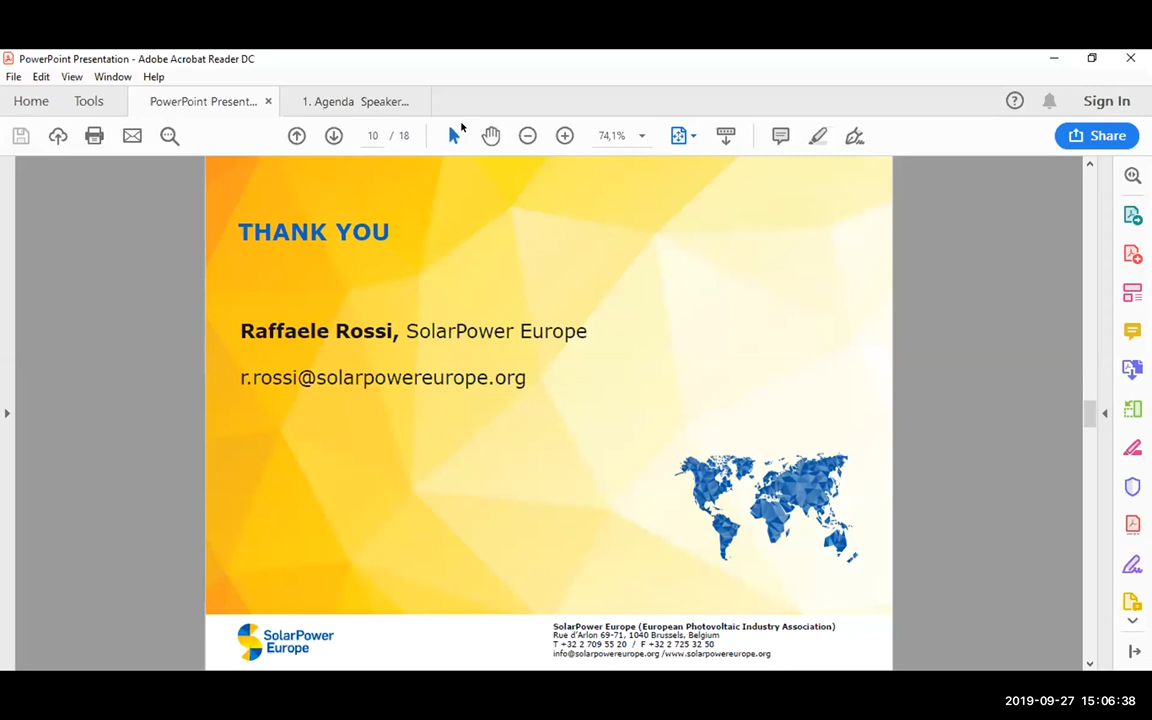 PowerPoint Presentation - Adobe Acrobat Reader DC
File Edit View Window Help
Home Tools PowerPoint Present... × 1. Agenda Speaker... Sign In
10 / 18 74,1% Share
THANK YOU
Raffaele Rossi, SolarPower Europe
r.rossi@solarpowereurope.org
SolarPower
Europe
SolarPower Europe (European Photovoltaic Industry Association)
Rue d'Arlon 69-71, 1040 Brussels, Belgium
T +32 2 709 55 20 / F +32 2 725 32 50
info@solarpowereurope.org /www.solarpowereurope.org
2019-09-27 15:06:38